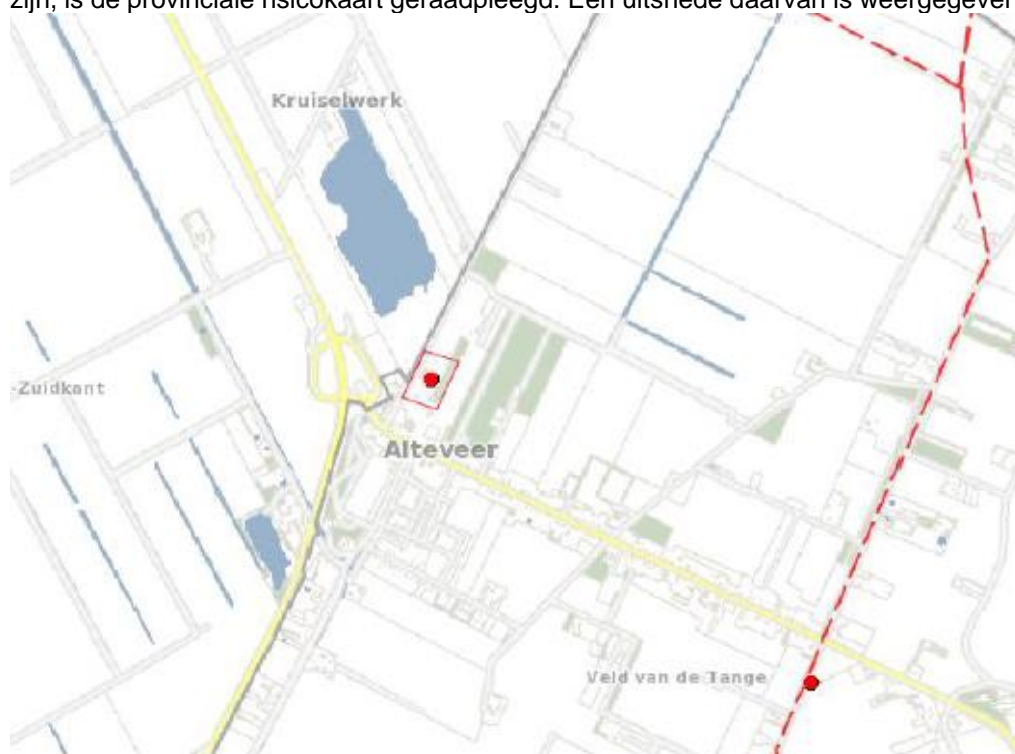 zijn, is de provinciale risicokaart geraadpleegd. Een uitsnede daarvan is weergegeven
Kruiselwerk
-Zuidkant
Alteveer
Veld van de Tange